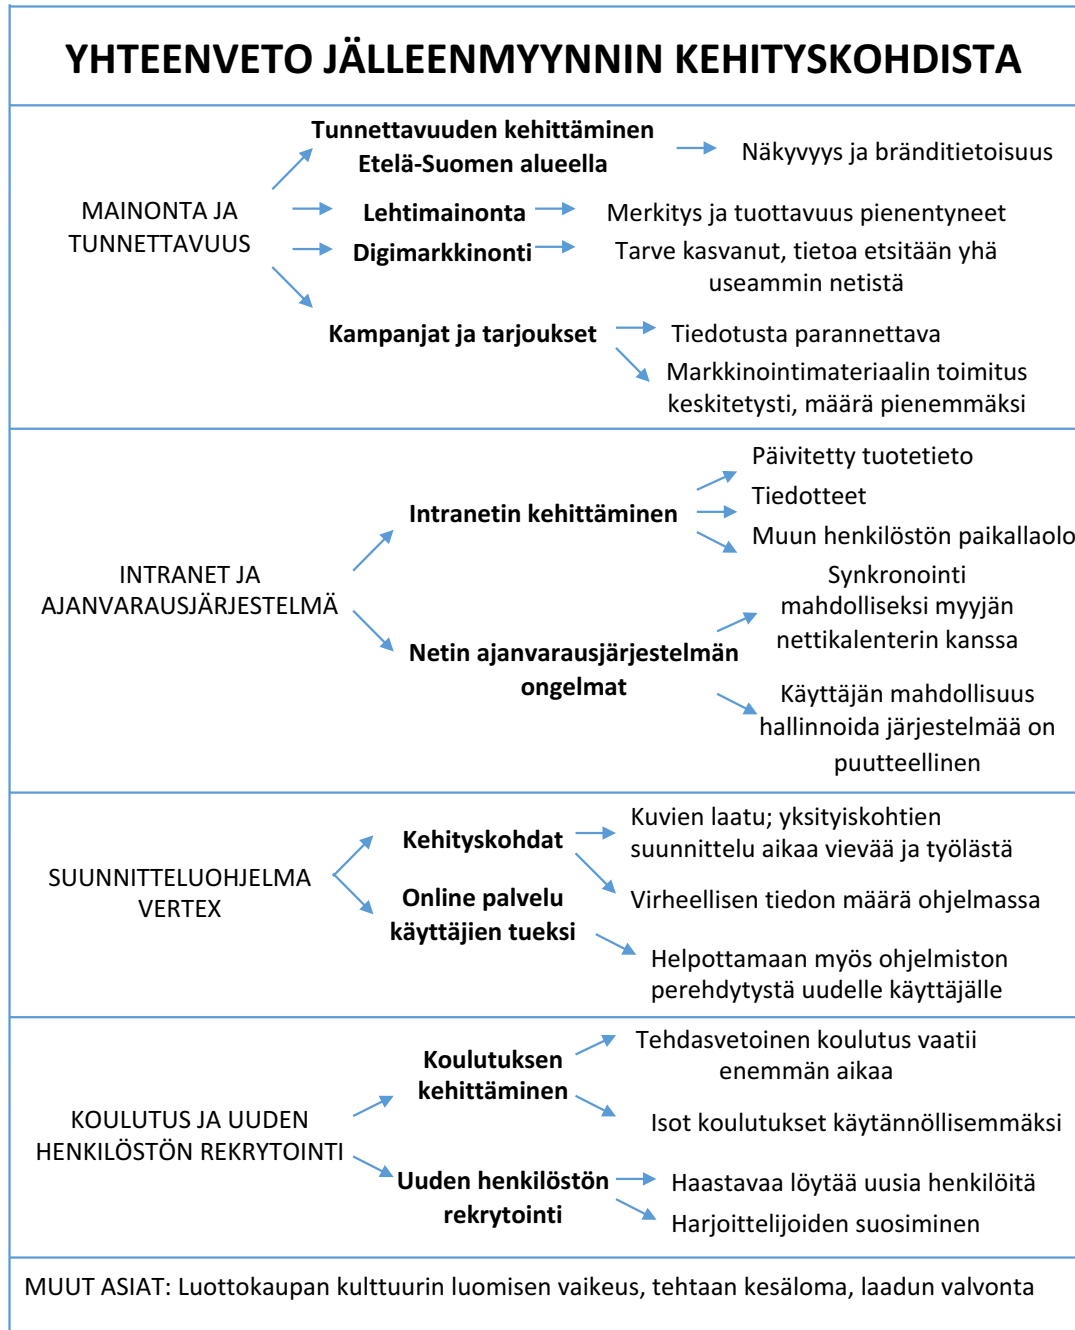 YHTEENVETO JÄLLEENMYYNNIN KEHITYSKOHDISTA
MAINONTA JA
TUNNETTAVUUS
Tunnettavuuden kehittäminen
Etelä-Suomen alueella
Näkyvyys ja bränditietoisuus
Lehtimainonta
Merkitys ja tuottavuus pienentyneet
Digimarkkinonti
Tarve kasvanut, tietoa etsitään yhä
useammin netistä
Kampanjat ja tarjoukset
Tiedotusta parannettava
Markkinointimateriaalin toimitus
keskitetysti, määrä pienemmäksi
INTRANET JA
AJANVARAUSJÄRJESTELMÄ
Intranetin kehittäminen
Päivitetty tuotetieto
Tiedotteet
Muun henkilöstön paikallaolo
Netin ajanvarausjärjestelmän
ongelmat
Synkronointi
mahdolliseksi myyjän
nettikalenterin kanssa
Käyttäjän mahdollisuus
hallinnoida järjestelmää on
puutteellinen
SUUNNITTELUOHJELMA
VERTEX
Kehityskohdat
Kuvien laatu; yksityiskohtien
suunnittelu aikaa vievää ja työlästä
Virheellisen tiedon määrä ohjelmassa
Online palvelu
käyttäjien tueksi
Helpottamaan myös ohjelmiston
perehdytystä uudelle käyttäjälle
KOULUTUS JA UUDEN
HENKILÖSTÖN REKRYTOINTI
Koulutuksen
kehittäminen
Tehdasvetoinen koulutus vaatii
enemmän aikaa
Isot koulutukset käytännöllisemmäksi
Uuden henkilöstön
rekrytointi
Haastavaa löytää uusia henkilöitä
Harjoittelijoiden suosiminen
MUUT ASIAT: Luottokaupan kulttuurin luomisen vaikeus, tehtaan kesäloma, laadun valvonta